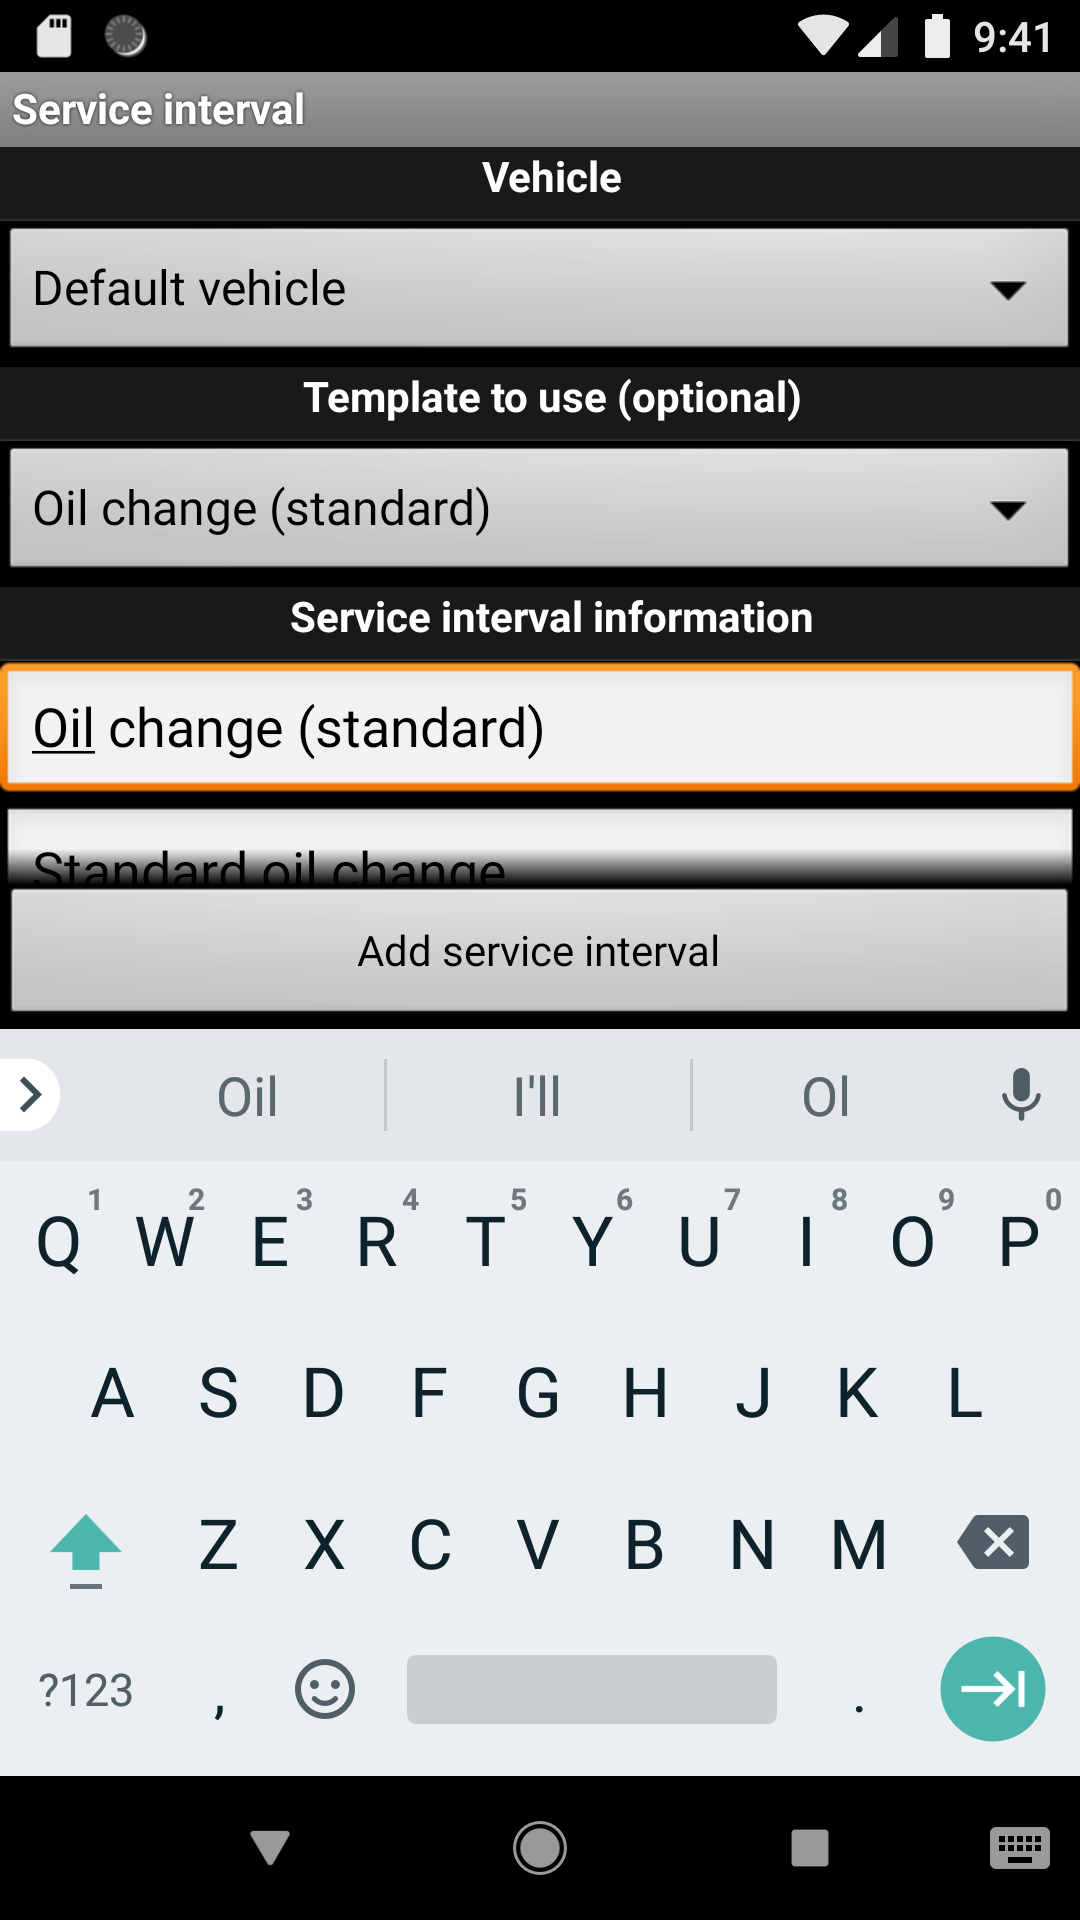 9:41
Service interval
Vehicle
Default vehicle
Template to use (optional)
Oil change (standard)
Service interval information
Oil change (standard)
Standard oil change
Add service interval
Oil I'll Ol
1 2 3 4 5 6 7 8 9 0
Q W E R T Y U I O P
A S D F G H J K L
Z X C V B N M
?123 , .